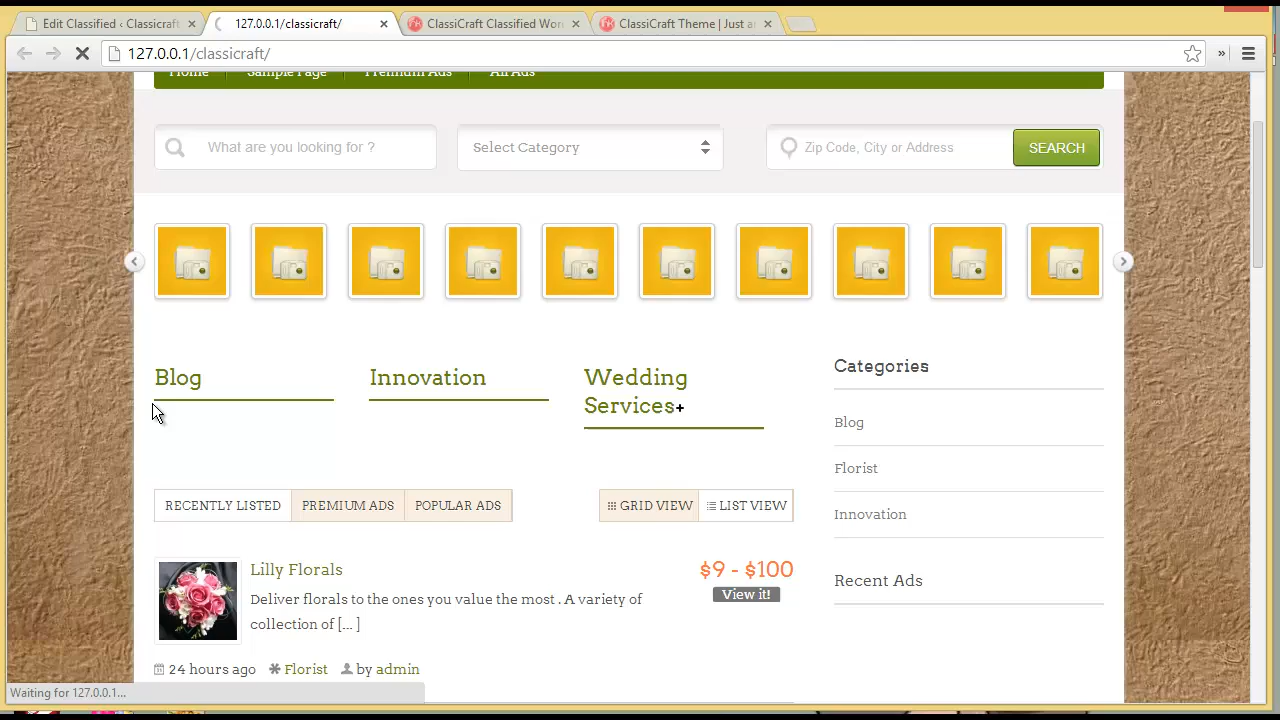 Edit Classified ‹ Classicraft
127.0.0.1/classicraft/
ClassiCraft Classified Wor
ClassiCraft Theme | Just a
127.0.0.1/classicraft/
»
Home
Sample Page
Premium Ads
All Ads
What are you looking for ?
Select Category
Zip Code, City or Address
SEARCH
Blog
Innovation
Wedding
Services+
RECENTLY LISTED
PREMIUM ADS
POPULAR ADS
GRID VIEW
LIST VIEW
Lilly Florals
$9 - $100
View it!
Deliver florals to the ones you value the most . A variety of
collection of [... ]
24 hours ago
Florist
by admin
Categories
Blog
Florist
Innovation
Recent Ads
Waiting for 127.0.0.1...